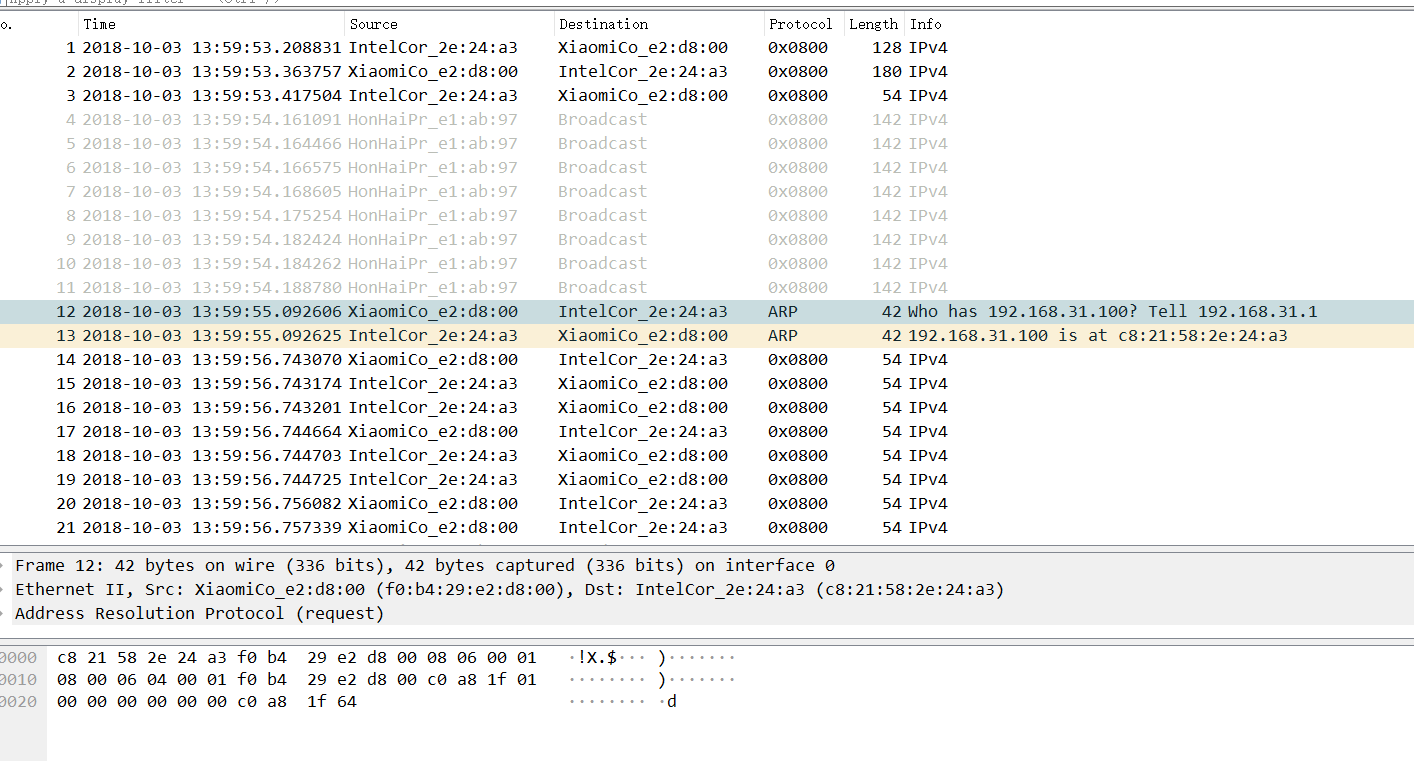 o. Time Source Destination Protocol Length Info
1 2018-10-03 13:59:53.208831 IntelCor_2e:24:a3 XiaomiCo_e2:d8:00 0x0800 128 IPv4
2 2018-10-03 13:59:53.363757 XiaomiCo_e2:d8:00 IntelCor_2e:24:a3 0x0800 180 IPv4
3 2018-10-03 13:59:53.417504 IntelCor_2e:24:a3 XiaomiCo_e2:d8:00 0x0800 54 IPv4
4 2018-10-03 13:59:54.161091 HonHaiPr_e1:ab:97 Broadcast 0x0800 142 IPv4
5 2018-10-03 13:59:54.164466 HonHaiPr_e1:ab:97 Broadcast 0x0800 142 IPv4
6 2018-10-03 13:59:54.166575 HonHaiPr_e1:ab:97 Broadcast 0x0800 142 IPv4
7 2018-10-03 13:59:54.168605 HonHaiPr_e1:ab:97 Broadcast 0x0800 142 IPv4
8 2018-10-03 13:59:54.175254 HonHaiPr_e1:ab:97 Broadcast 0x0800 142 IPv4
9 2018-10-03 13:59:54.182424 HonHaiPr_e1:ab:97 Broadcast 0x0800 142 IPv4
10 2018-10-03 13:59:54.184262 HonHaiPr_e1:ab:97 Broadcast 0x0800 142 IPv4
11 2018-10-03 13:59:54.188780 HonHaiPr_e1:ab:97 Broadcast 0x0800 142 IPv4
12 2018-10-03 13:59:55.092606 XiaomiCo_e2:d8:00 IntelCor_2e:24:a3 ARP 42 Who has 192.168.31.100? Tell 192.168.31.1
13 2018-10-03 13:59:55.092625 IntelCor_2e:24:a3 XiaomiCo_e2:d8:00 ARP 42 192.168.31.100 is at c8:21:58:2e:24:a3
14 2018-10-03 13:59:56.743070 XiaomiCo_e2:d8:00 IntelCor_2e:24:a3 0x0800 54 IPv4
15 2018-10-03 13:59:56.743174 IntelCor_2e:24:a3 XiaomiCo_e2:d8:00 0x0800 54 IPv4
16 2018-10-03 13:59:56.743201 IntelCor_2e:24:a3 XiaomiCo_e2:d8:00 0x0800 54 IPv4
17 2018-10-03 13:59:56.744664 XiaomiCo_e2:d8:00 IntelCor_2e:24:a3 0x0800 54 IPv4
18 2018-10-03 13:59:56.744703 IntelCor_2e:24:a3 XiaomiCo_e2:d8:00 0x0800 54 IPv4
19 2018-10-03 13:59:56.744725 IntelCor_2e:24:a3 XiaomiCo_e2:d8:00 0x0800 54 IPv4
20 2018-10-03 13:59:56.756082 XiaomiCo_e2:d8:00 IntelCor_2e:24:a3 0x0800 54 IPv4
21 2018-10-03 13:59:56.757339 XiaomiCo_e2:d8:00 IntelCor_2e:24:a3 0x0800 54 IPv4
Frame 12: 42 bytes on wire (336 bits), 42 bytes captured (336 bits) on interface 0
Ethernet II, Src: XiaomiCo_e2:d8:00 (f0:b4:29:e2:d8:00), Dst: IntelCor_2e:24:a3 (c8:21:58:2e:24:a3)
Address Resolution Protocol (request)
0000 c8 21 58 2e 24 a3 f0 b4 29 e2 d8 00 08 06 00 01 ·!X.$··· )·······
0010 08 00 06 04 00 01 f0 b4 29 e2 d8 00 c0 a8 1f 01 ········ )·······
0020 00 00 00 00 00 00 c0 a8 1f 64 ········ ·d